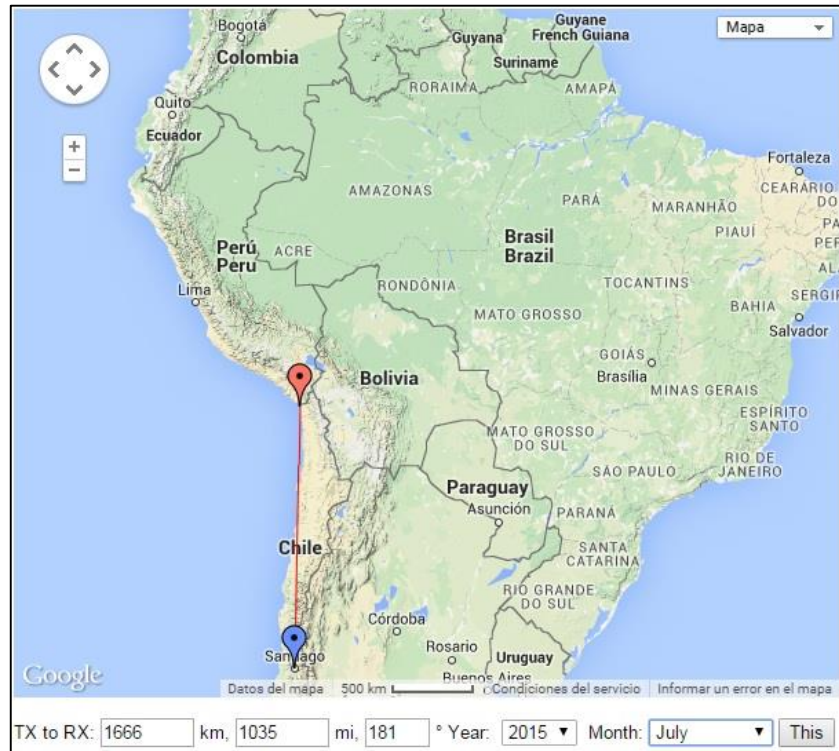 Bogotá
Colombia
Guyana
Guyane
French Guiana
Suriname
Mapa
RORAIMA
AMAPÁ
Quito
Ecuador
+
−
Fortaleza
CEARÁ
AMAZONAS
PARÁ
MARANHÃO
PIAUÍ
Perú
Peru
ACRE
Brasil
Brazil
RONDÔNIA
TOCANTINS
Lima
MATO GROSSO
BAHIA
SERGIP
Salvador
GOIÁS
Brasília
Bolivia
MINAS GERAIS
ESPÍRITO
SANTO
MATO GROSSO
DO SUL
RIO DE
JANEIRO
SÃO PAULO
Paraguay
Asunción
PARANÁ
Chile
SANTA
CATARINA
RIO GRANDE
DO SUL
Córdoba
Santiago
Rosario
Uruguay
Buenos Aires
Google
Datos del mapa
500 km
Condiciones del servicio
Informar un error en el mapa
TX to RX: 1666 km, 1035 mi, 181 ° Year: 2015 Month: July This